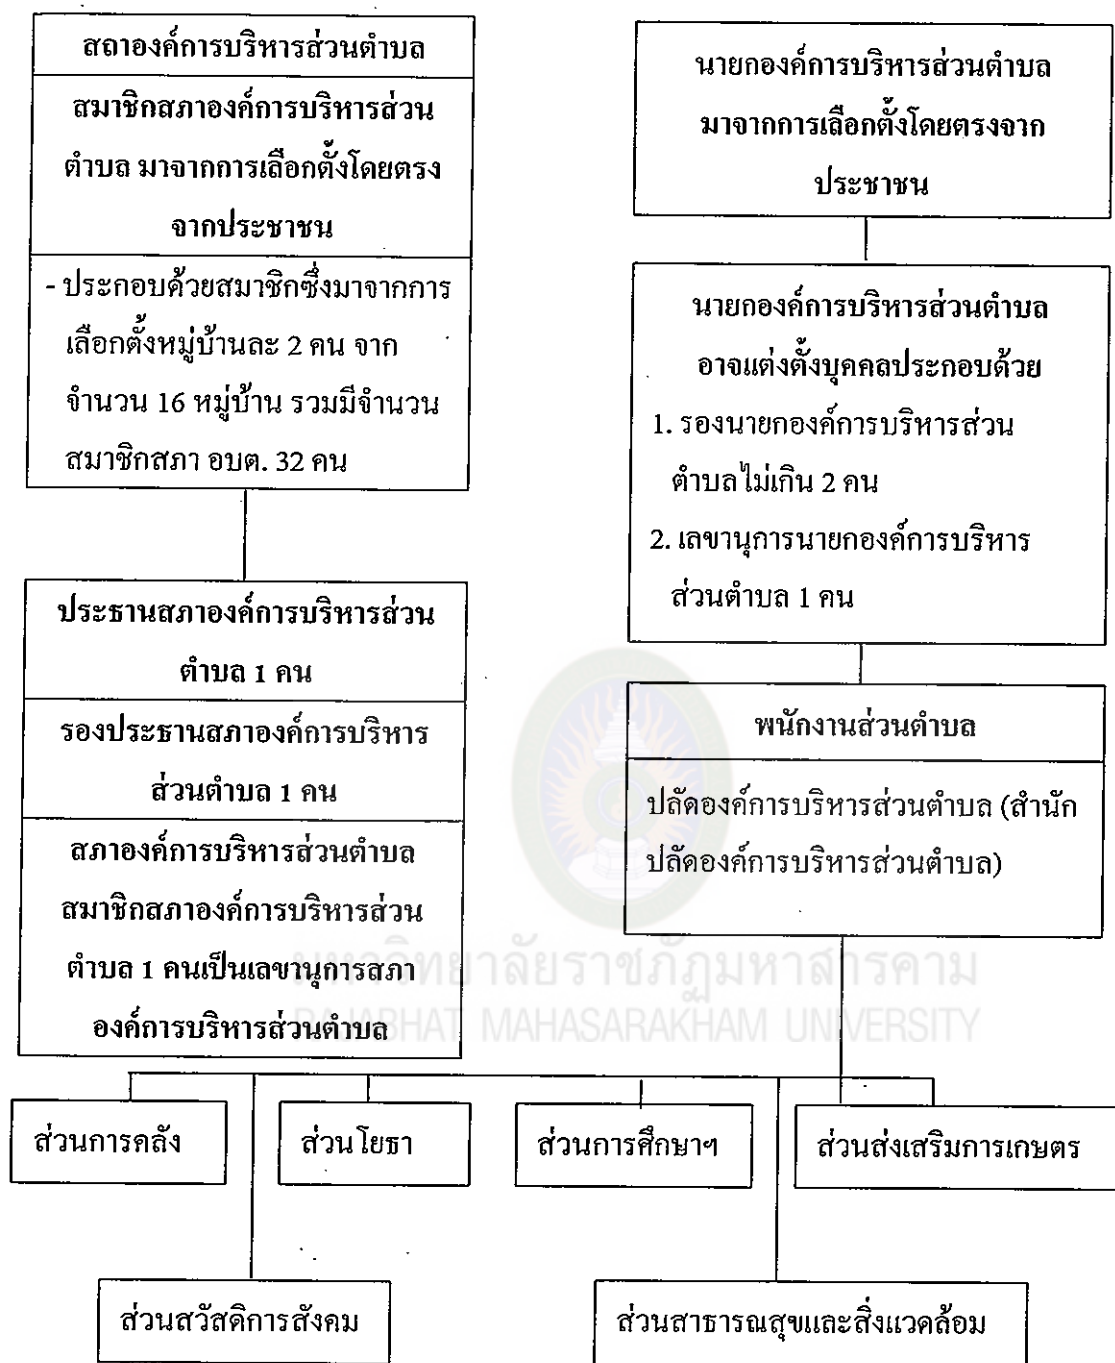 สถาองค์การบริหารส่วนตำบล
สมาชิกสภาองค์การบริหารส่วน
ตำบล มาจากการเลือกตั้งโดยตรง
จากประชาชน
- ประกอบด้วยสมาชิกซึ่งมาจากการ
เลือกตั้งหมู่บ้านละ 2 คน จาก
จำนวน 16 หมู่บ้าน รวมมีจำนวน
สมาชิกสภา อบต. 32 คน
ประธานสภาองค์การบริหารส่วน
ตำบล 1 คน
รองประธานสภาองค์การบริหาร
ส่วนตำบล 1 คน
สภาองค์การบริหารส่วนตำบล
สมาชิกสภาองค์การบริหารส่วน
ตำบล 1 คนเป็นเลขานุการสภา
องค์การบริหารส่วนตำบล
นายกองค์การบริหารส่วนตำบล
มาจากการเลือกตั้งโดยตรงจาก
ประชาชน
นายกองค์การบริหารส่วนตำบล
อาจแต่งตั้งบุคคลประกอบด้วย
1. รองนายกองค์การบริหารส่วน
ตำบลไม่เกิน 2 คน
2. เลขานุการนายกองค์การบริหาร
ส่วนตำบล 1 คน
พนักงานส่วนตำบล
ปลัดองค์การบริหารส่วนตำบล (สำนัก
ปลัดองค์การบริหารส่วนตำบล)
มหาวิทยาลัยราชภัฏมหาสารคาม
RAJABHAT MAHASARAKHAM UNIVERSITY
ส่วนการคลัง
ส่วนโยธา
ส่วนการศึกษาฯ
ส่วนส่งเสริมการเกษตร
ส่วนสวัสดิการสังคม
ส่วนสาธารณสุขและสิ่งแวดล้อม